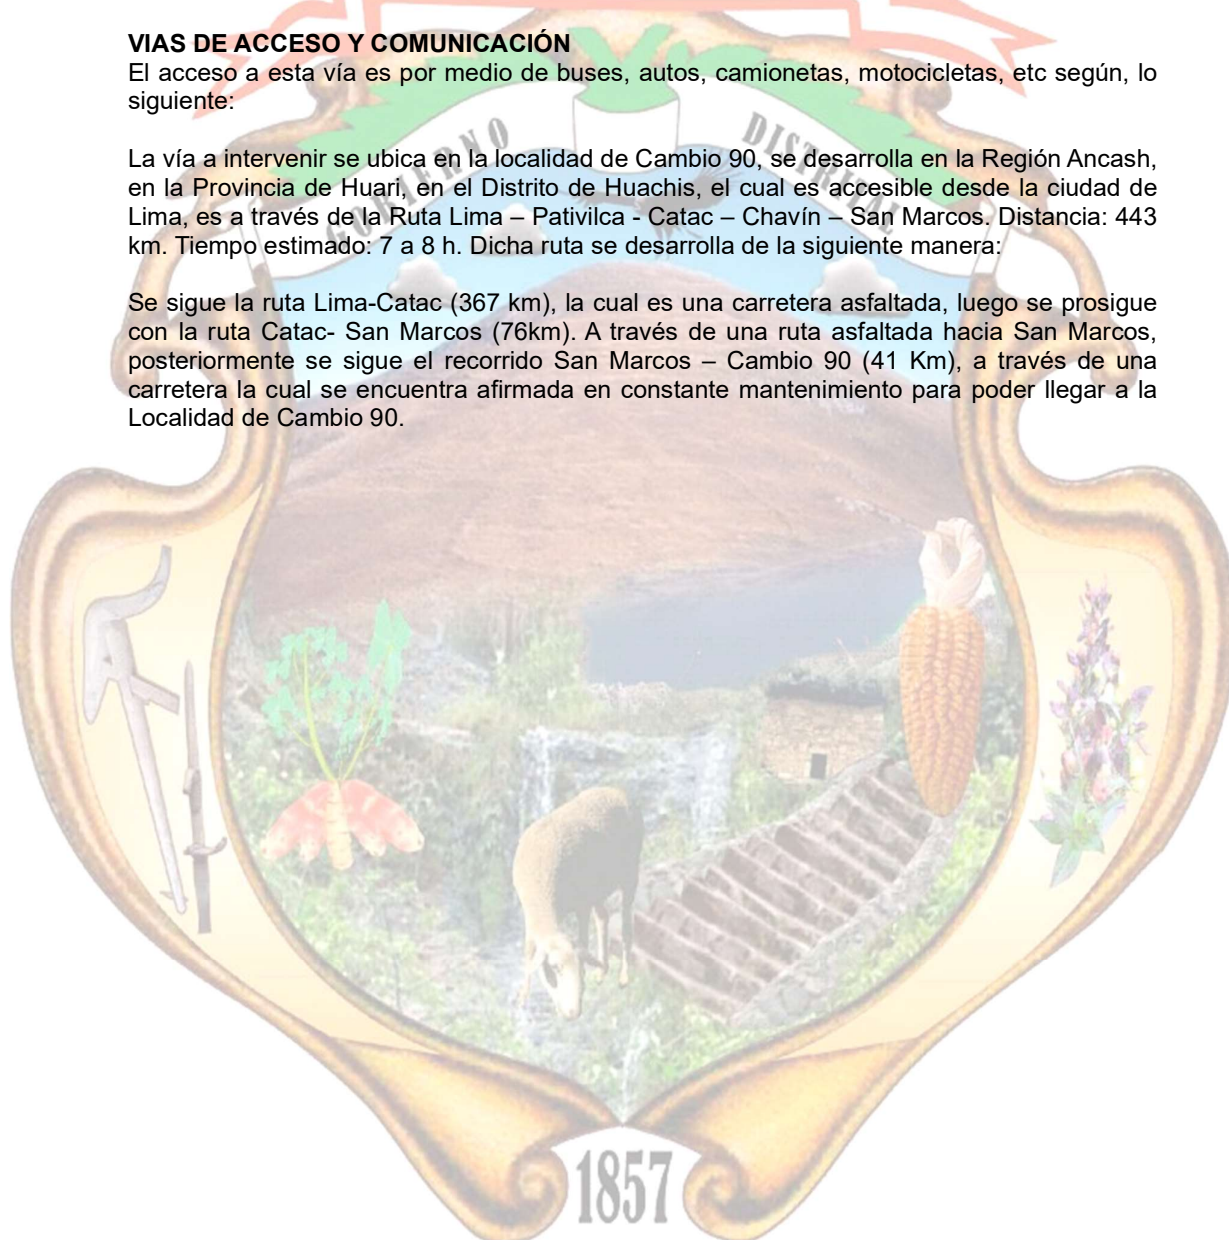 VIAS DE ACCESO Y COMUNICACIÓN
El acceso a esta vía es por medio de buses, autos, camionetas, motocicletas, etc según, lo
siguiente:
GOBIERNO DISTRITAL
La vía a intervenir se ubica en la localidad de Cambio 90, se desarrolla en la Región Ancash,
en la Provincia de Huari, en el Distrito de Huachis, el cual es accesible desde la ciudad de
Lima, es a través de la Ruta Lima – Pativilca - Catac – Chavín – San Marcos. Distancia: 443
km. Tiempo estimado: 7 a 8 h. Dicha ruta se desarrolla de la siguiente manera:
Se sigue la ruta Lima-Catac (367 km), la cual es una carretera asfaltada, luego se prosigue
con la ruta Catac- San Marcos (76km). A través de una ruta asfaltada hacia San Marcos,
posteriormente se sigue el recorrido San Marcos – Cambio 90 (41 Km), a través de una
carretera la cual se encuentra afirmada en constante mantenimiento para poder llegar a la
Localidad de Cambio 90.
1857